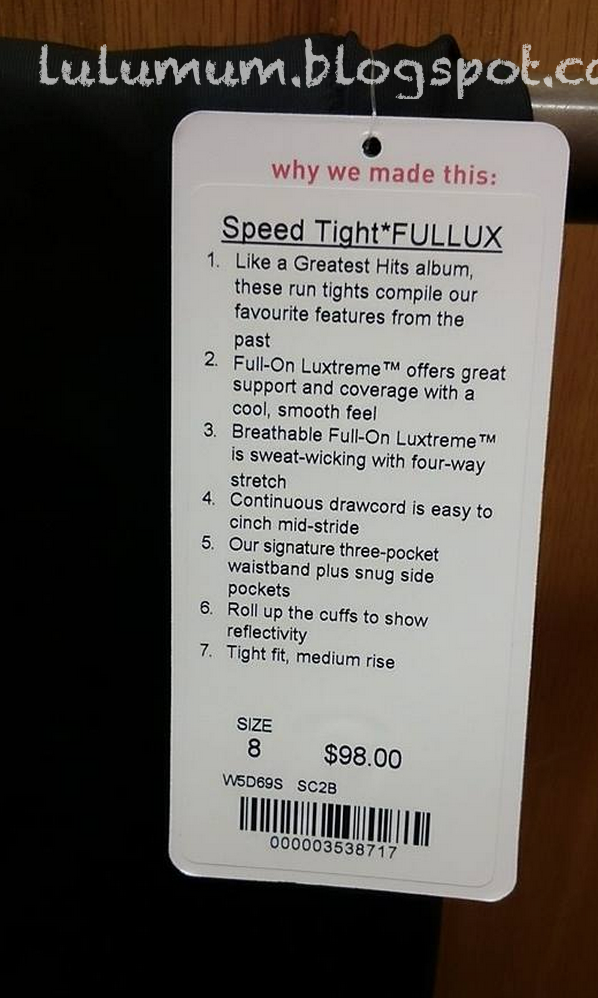 lulumum.blogspot.co
why we made this:
Speed Tight*FULLUX
1. Like a Greatest Hits album,
these run tights compile our
favourite features from the
past
2. Full-On Luxtreme™ offers great
support and coverage with a
cool, smooth feel
3. Breathable Full-On Luxtreme™
is sweat-wicking with four-way
stretch
4. Continuous drawcord is easy to
cinch mid-stride
5. Our signature three-pocket
waistband plus snug side
pockets
6. Roll up the cuffs to show
reflectivity
7. Tight fit, medium rise
SIZE
8 $98.00
W5D69S SC2B
000003538717